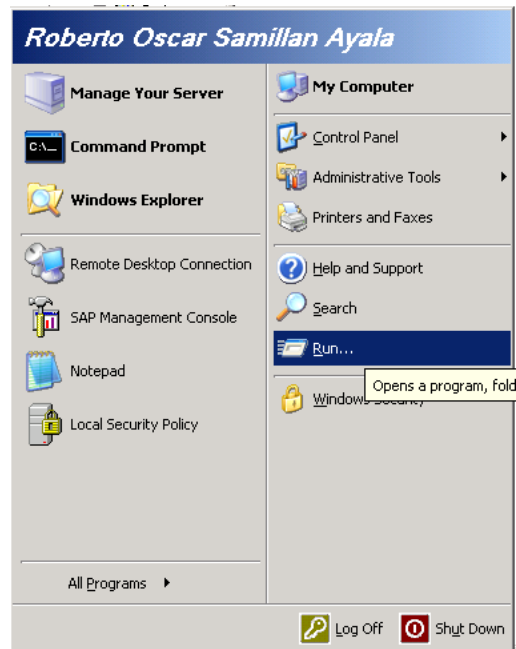 Roberto Oscar Samillan Ayala
Manage Your Server
C:\_
Command Prompt
Windows Explorer
Remote Desktop Connection
SAP Management Console
Notepad
Local Security Policy
All Programs
My Computer
Control Panel
Administrative Tools
Printers and Faxes
Help and Support
Search
Run...
Opens a program, fold
Windows Security
Log Off
Shut Down